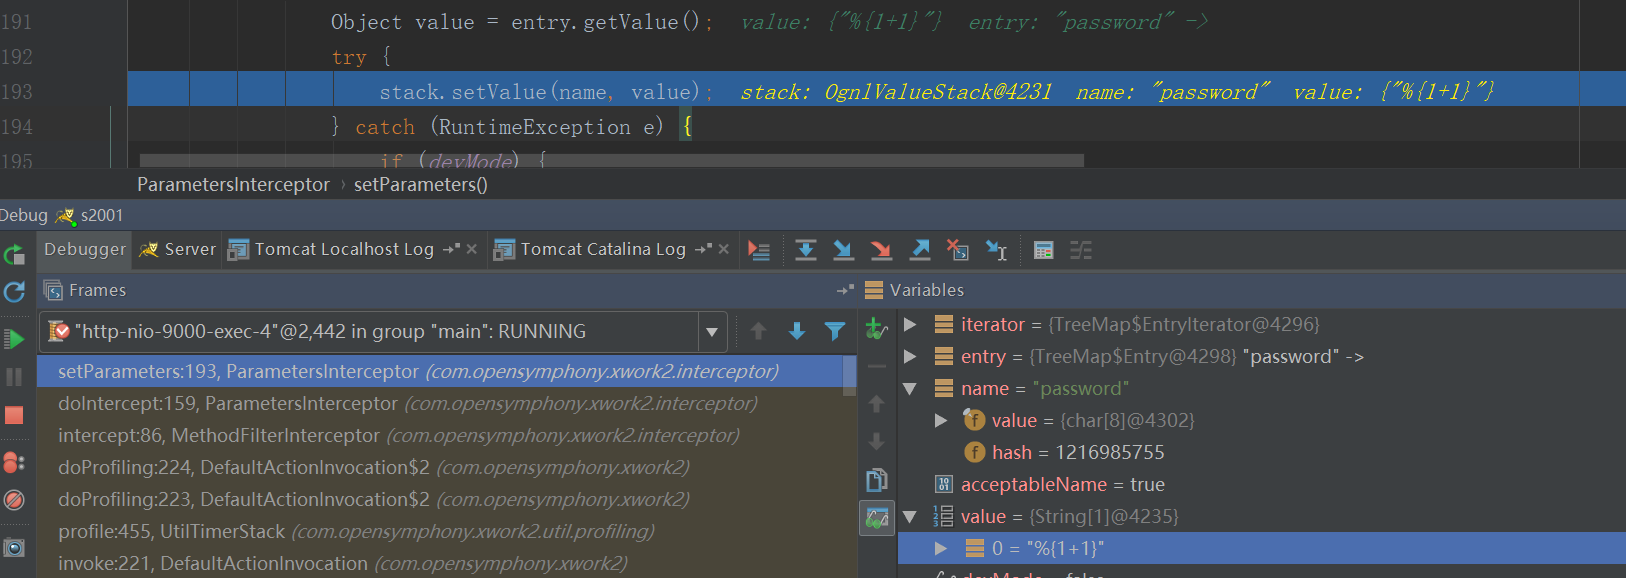 191 Object value = entry.getValue(); value: {"%{1+1}"} entry: "password" ->
192 try {
193 stack.setValue(name, value); stack: OgnlValueStack@4231 name: "password" value: {"%{1+1}"}
194 } catch (RuntimeException e) {
195 if (devMode) {
ParametersInterceptor › setParameters()
Debug s2001
Debugger Server Tomcat Localhost Log Tomcat Catalina Log
Frames
Variables
"http-nio-9000-exec-4"@2,442 in group "main": RUNNING
setParameters:193, ParametersInterceptor (com.opensymphony.xwork2.interceptor)
doIntercept:159, ParametersInterceptor (com.opensymphony.xwork2.interceptor)
intercept:86, MethodFilterInterceptor (com.opensymphony.xwork2.interceptor)
doProfiling:224, DefaultActionInvocation$2 (com.opensymphony.xwork2)
doProfiling:223, DefaultActionInvocation$2 (com.opensymphony.xwork2)
profile:455, UtilTimerStack (com.opensymphony.xwork2.util.profiling)
invoke:221, DefaultActionInvocation (com.opensymphony.xwork2)
iterator = {TreeMap$EntryIterator@4296}
entry = {TreeMap$Entry@4298} "password" ->
name = "password"
value = {char[8]@4302}
hash = 1216985755
acceptableName = true
value = {String[1]@4235}
0 = "%{1+1}"